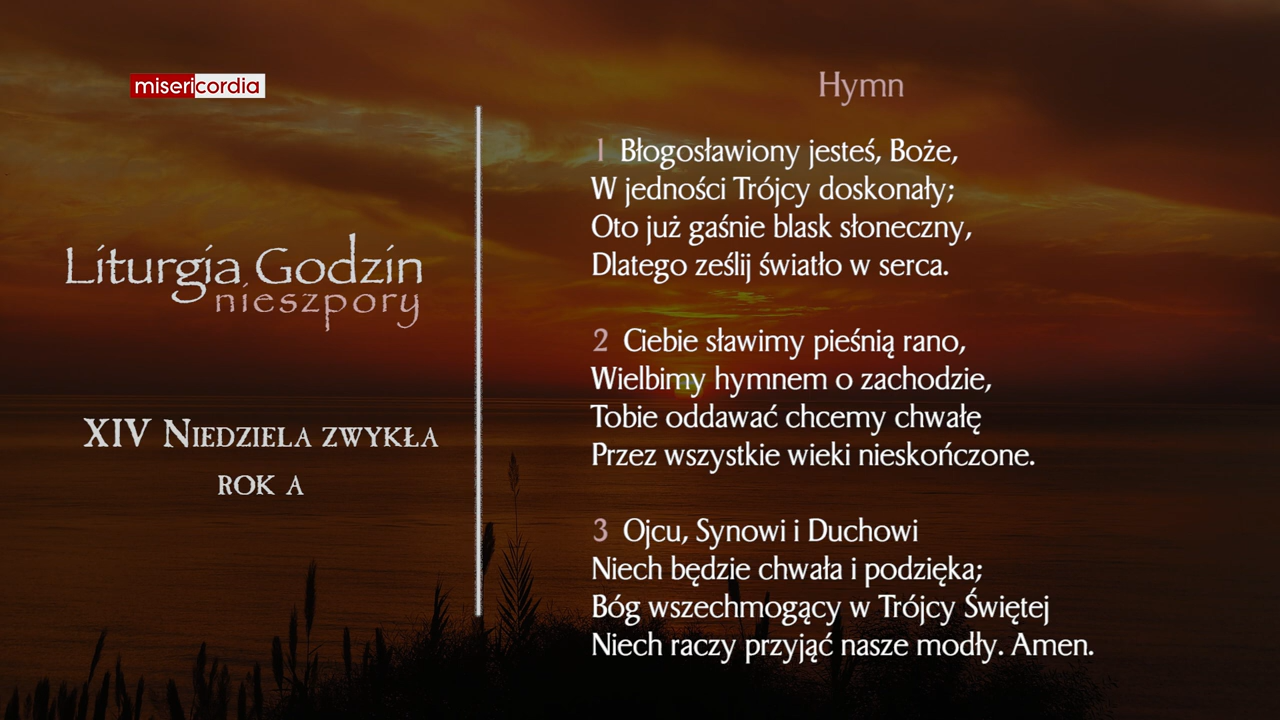 misericordia
Liturgia Godzin
nieszpory
XIV Niedziela zwykła
rok A
Hymn
1 Błogosławiony jesteś, Boże,
W jedności Trójcy doskonały;
Oto już gaśnie blask słoneczny,
Dlatego ześlij światło w serca.
2 Ciebie sławimy pieśnią rano,
Wielbimy hymnem o zachodzie,
Tobie oddawać chcemy chwałę
Przez wszystkie wieki nieskończone.
3 Ojcu, Synowi i Duchowi
Niech będzie chwała i podzięka;
Bóg wszechmogący w Trójcy Świętej
Niech raczy przyjąć nasze modły. Amen.